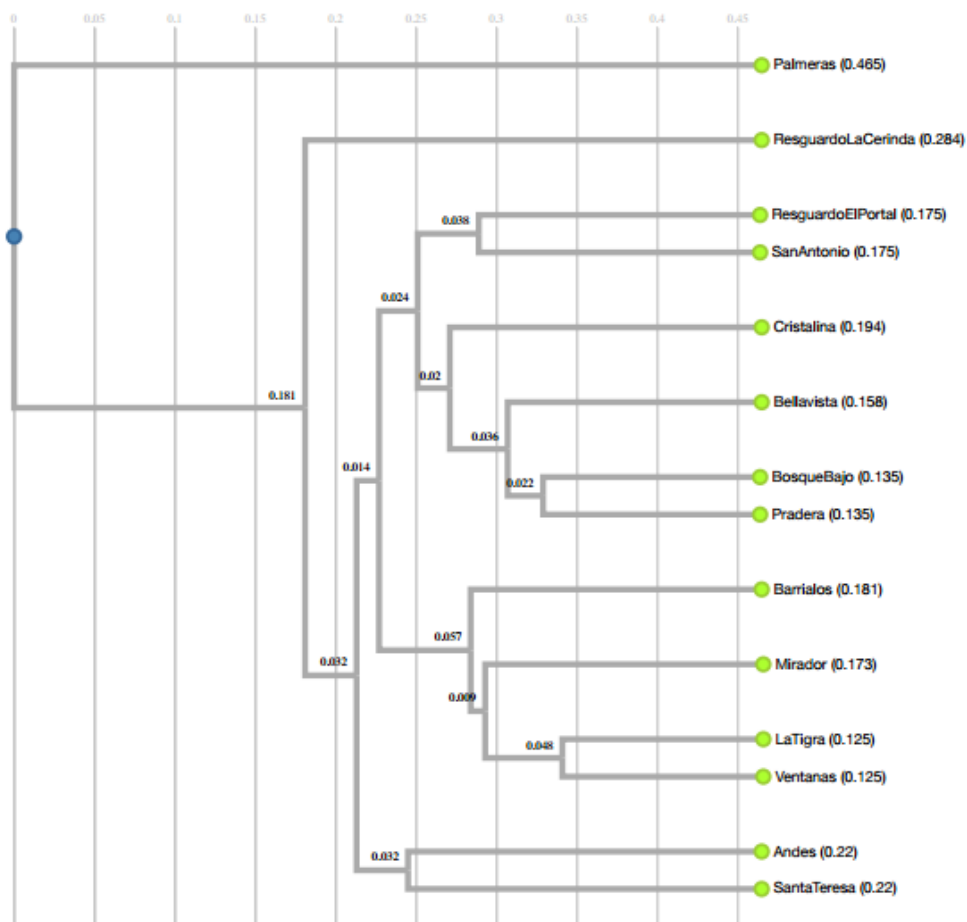 0 0.05 0.1 0.15 0.2 0.25 0.3 0.35 0.4 0.45
Palmeras (0.465)
ResguardoLaCerinda (0.284)
ResguardoElPortal (0.175)
0.038
SanAntonio (0.175)
0.024
Cristalina (0.194)
0.02
0.181
Bellavista (0.158)
0.036
0.014
BosqueBajo (0.135)
0.022
Pradera (0.135)
Barrialos (0.181)
0.057
0.032
Mirador (0.173)
0.009
LaTigra (0.125)
0.048
Ventanas (0.125)
Andes (0.22)
0.032
SantaTeresa (0.22)